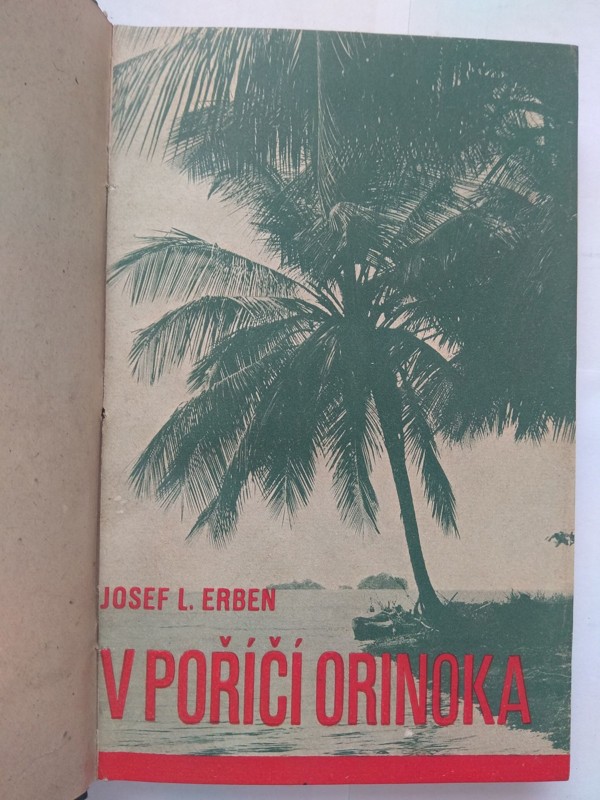 JOSEF L. ERBEN
V POŘÍČÍ ORINOKA